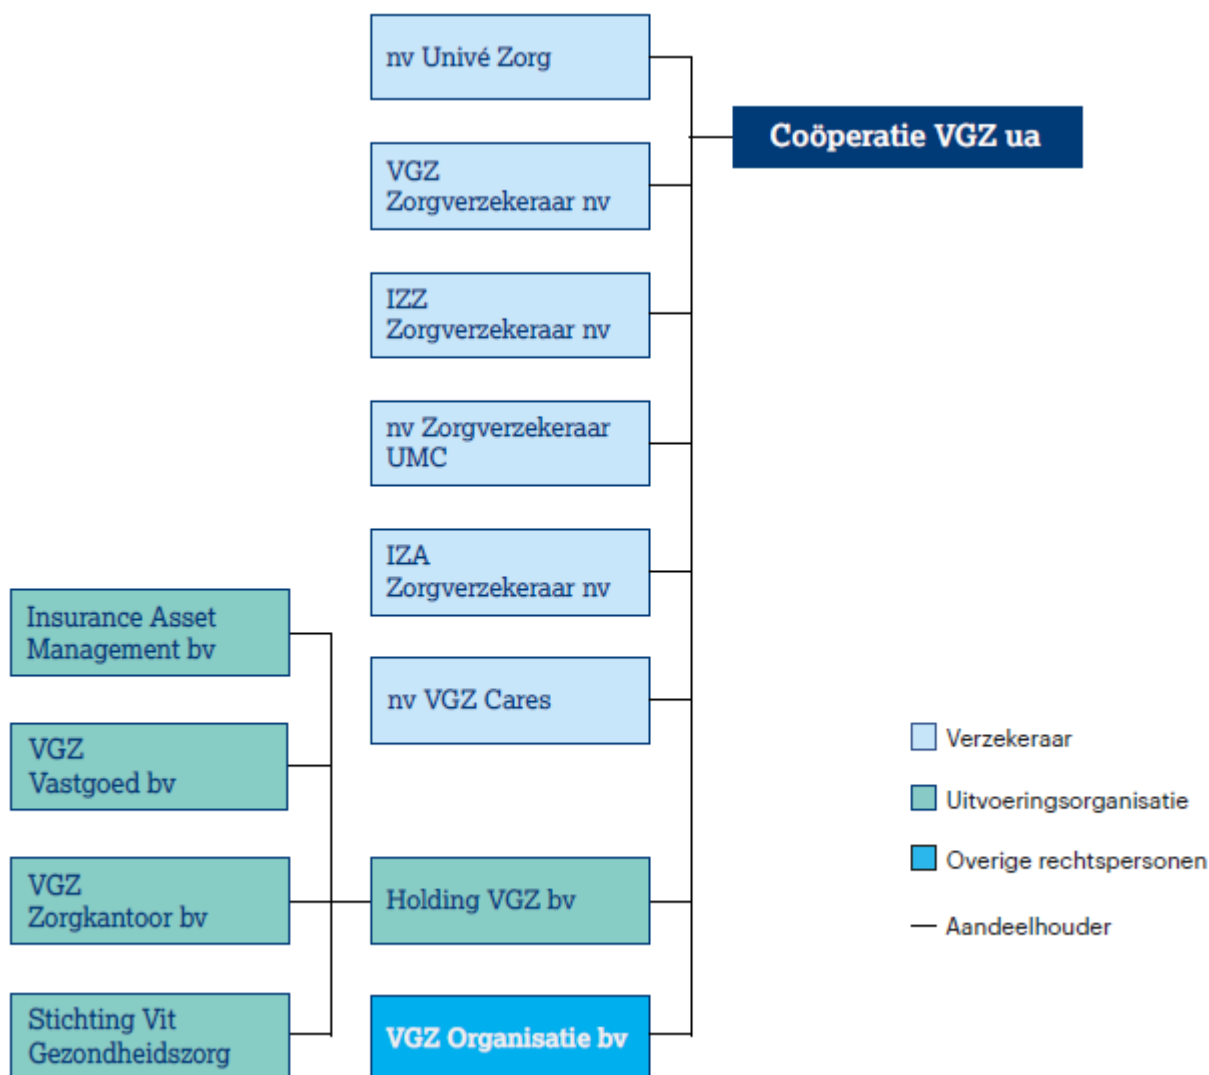 nv Univé Zorg
Coöperatie VGZ ua
VGZ
Zorgverzekeraar nv
IZZ
Zorgverzekeraar nv
nv Zorgverzekeraar
UMC
IZA
Zorgverzekeraar nv
Insurance Asset
Management bv
nv VGZ Cares
VGZ
Vastgoed bv
VGZ
Zorgkantoor bv
Holding VGZ bv
Stichting Vit
Gezondheidszorg
VGZ Organisatie bv
Verzekeraar
Uitvoeringsorganisatie
Overige rechtspersonen
Aandeelhouder